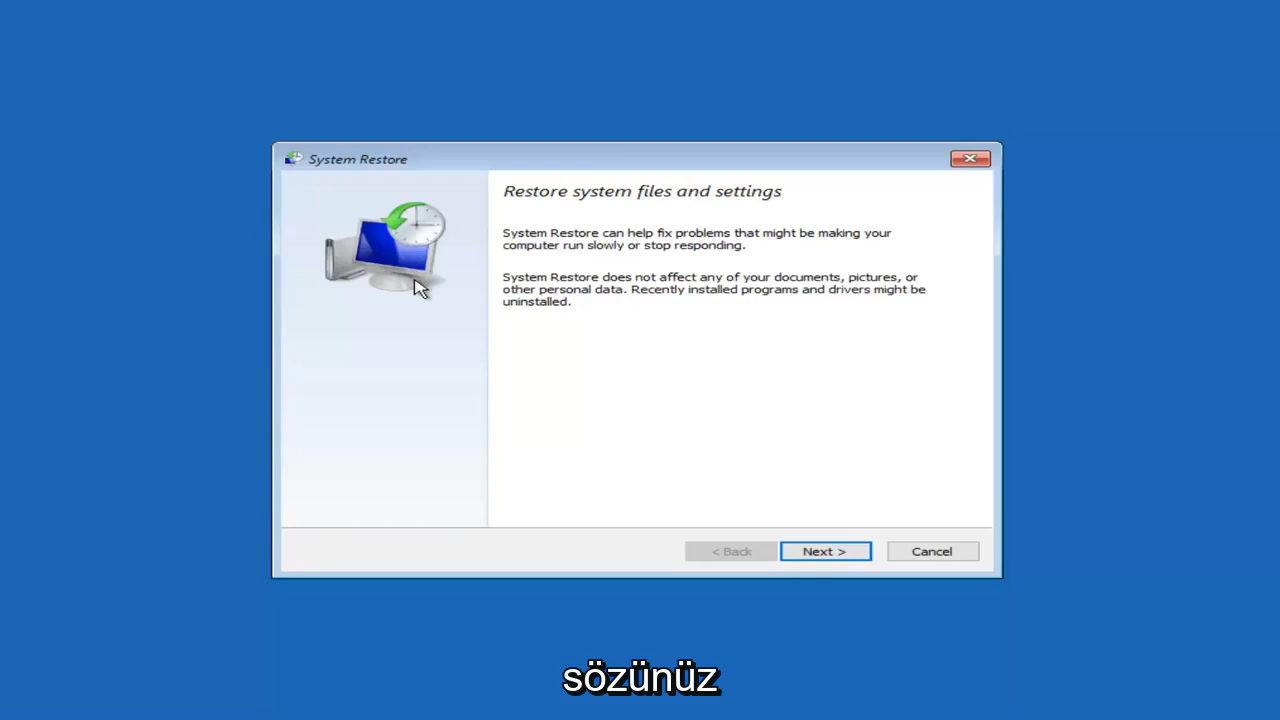 System Restore
Restore system files and settings
System Restore can help fix problems that might be making your
computer run slowly or stop responding.
System Restore does not affect any of your documents, pictures, or
other personal data. Recently installed programs and drivers might be
uninstalled.
< Back Next > Cancel
sözünüz